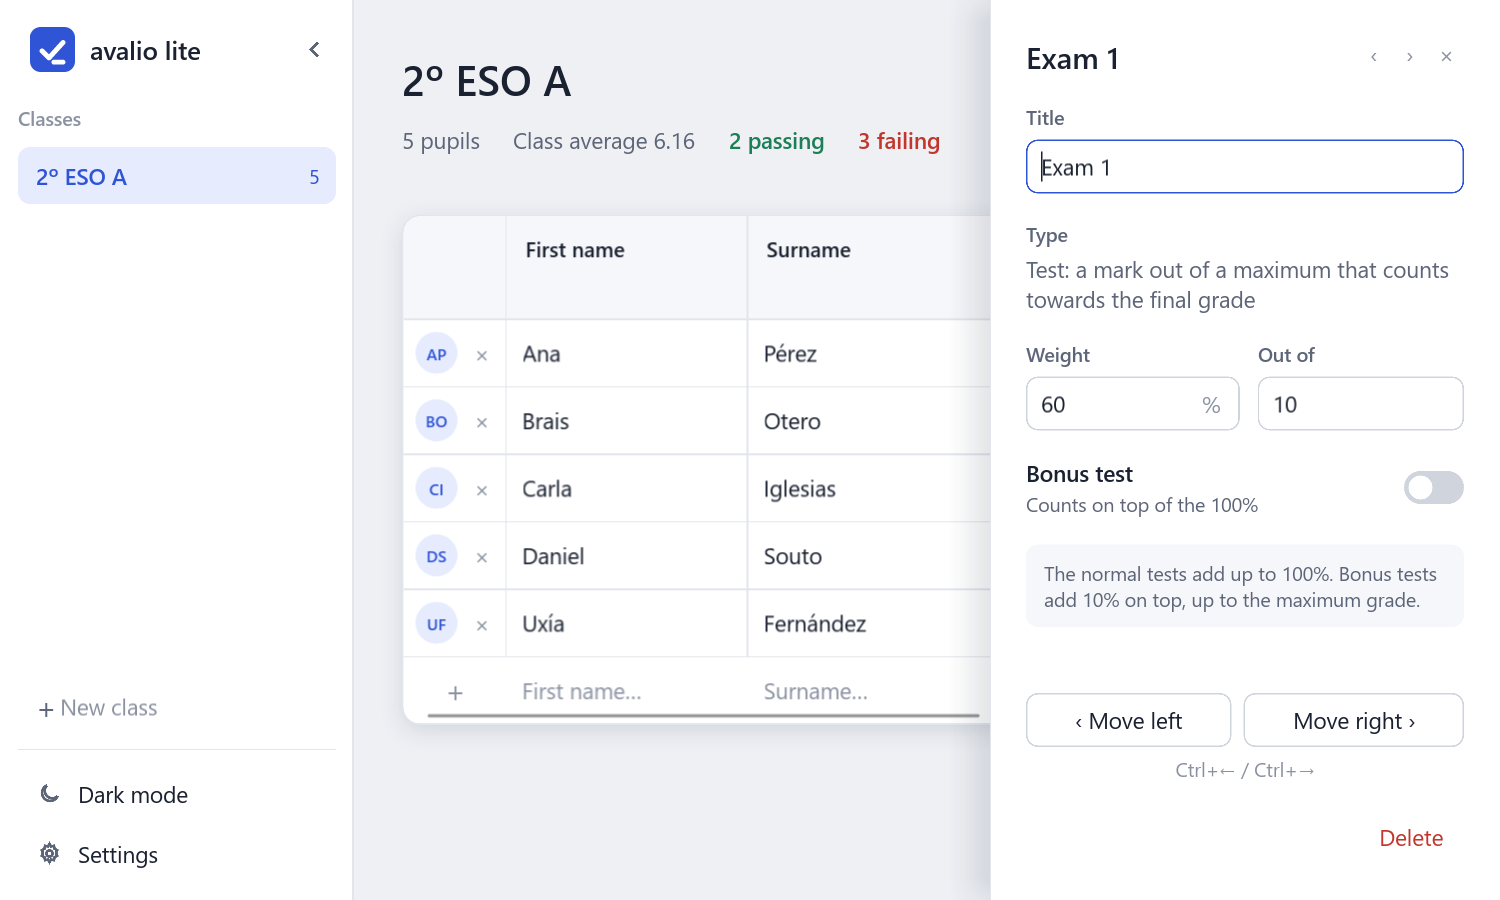 avalio lite
Classes
2º ESO A 5
+ New class
Dark mode
Settings
2º ESO A
5 pupils Class average 6.16 2 passing 3 failing
First name Surname
AP × Ana Pérez
BO × Brais Otero
CI × Carla Iglesias
DS × Daniel Souto
UF × Uxía Fernández
+ First name... Surname...
Exam 1
Title
Exam 1
Type
Test: a mark out of a maximum that counts
towards the final grade
Weight Out of
60 % 10
Bonus test
Counts on top of the 100%
The normal tests add up to 100%. Bonus tests
add 10% on top, up to the maximum grade.
‹ Move left Move right ›
Ctrl+← / Ctrl+→
Delete